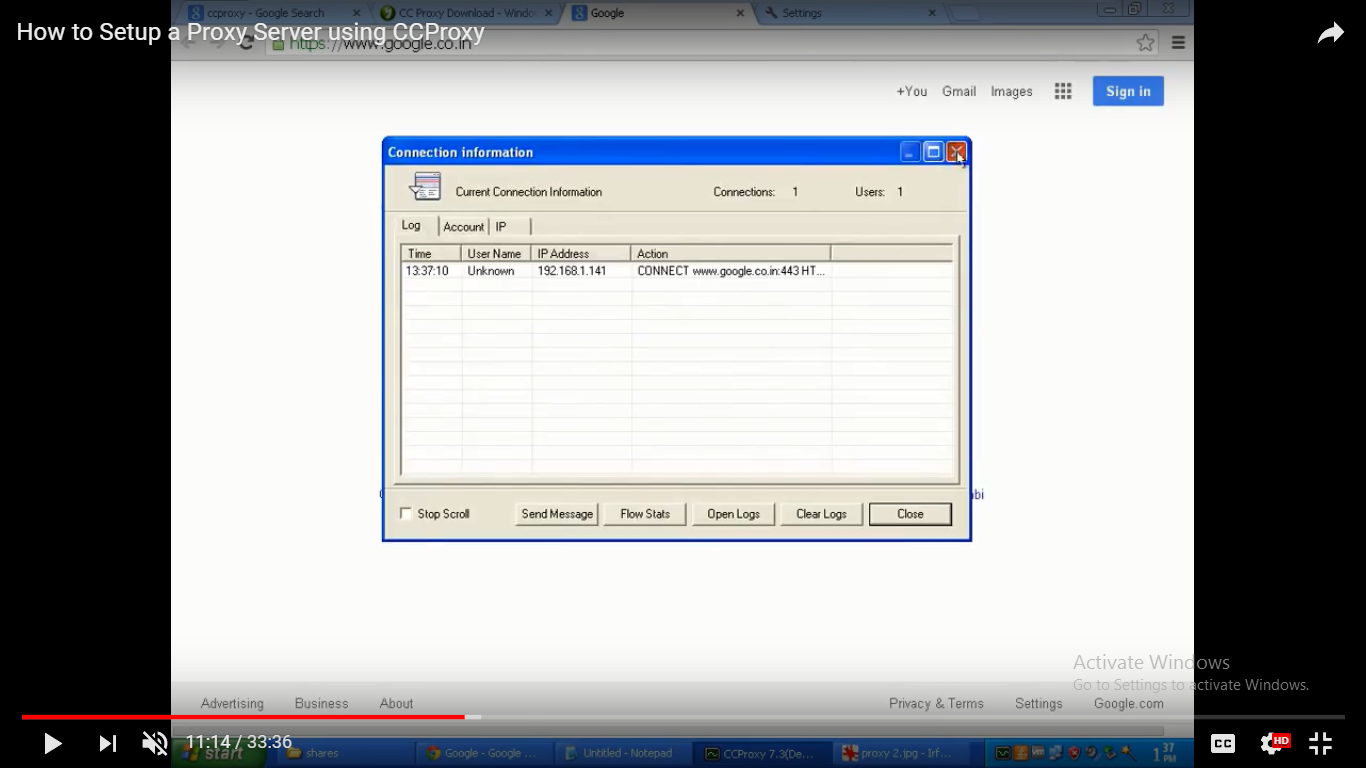 ccproxy - Google Search
CC Proxy Download - Windo
Google
Settings
How to Setup a Proxy Server using CCProxy
https://www.google.co.in
+You Gmail Images Sign in
Connection information
Current Connection Information Connections: 1 Users: 1
Log Account IP
Time User Name IP Address Action
13:37:10 Unknown 192.168.1.141 CONNECT www.google.co.in:443 HT...
Stop Scroll Send Message Flow Stats Open Logs Clear Logs Close
Activate Windows
Go to Settings to activate Windows.
Advertising Business About Privacy & Terms Settings Google.com
11:14 / 33:36
CC HD
start shares Google - Google ... Untitled - Notepad CCProxy 7.3(De... proxy 2.jpg - Irf... 1 37 PM